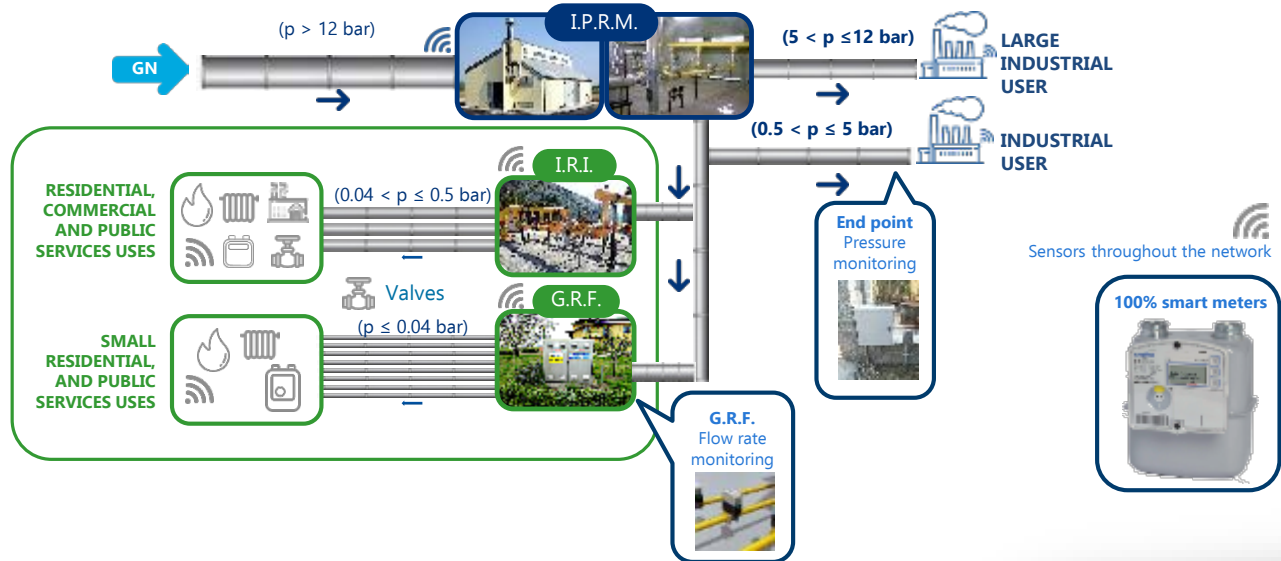 I.P.R.M.
(p > 12 bar)
(5 < p ≤12 bar)
GN
LARGE
INDUSTRIAL
USER
(0.5 < p ≤ 5 bar)
INDUSTRIAL
USER
I.R.I.
RESIDENTIAL,
COMMERCIAL
AND PUBLIC
SERVICES USES
(0.04 < p ≤ 0.5 bar)
End point
Pressure
monitoring
Sensors throughout the network
Valves
G.R.F.
(p ≤ 0.04 bar)
100% smart meters
SMALL
RESIDENTIAL,
AND PUBLIC
SERVICES USES
G.R.F.
Flow rate
monitoring